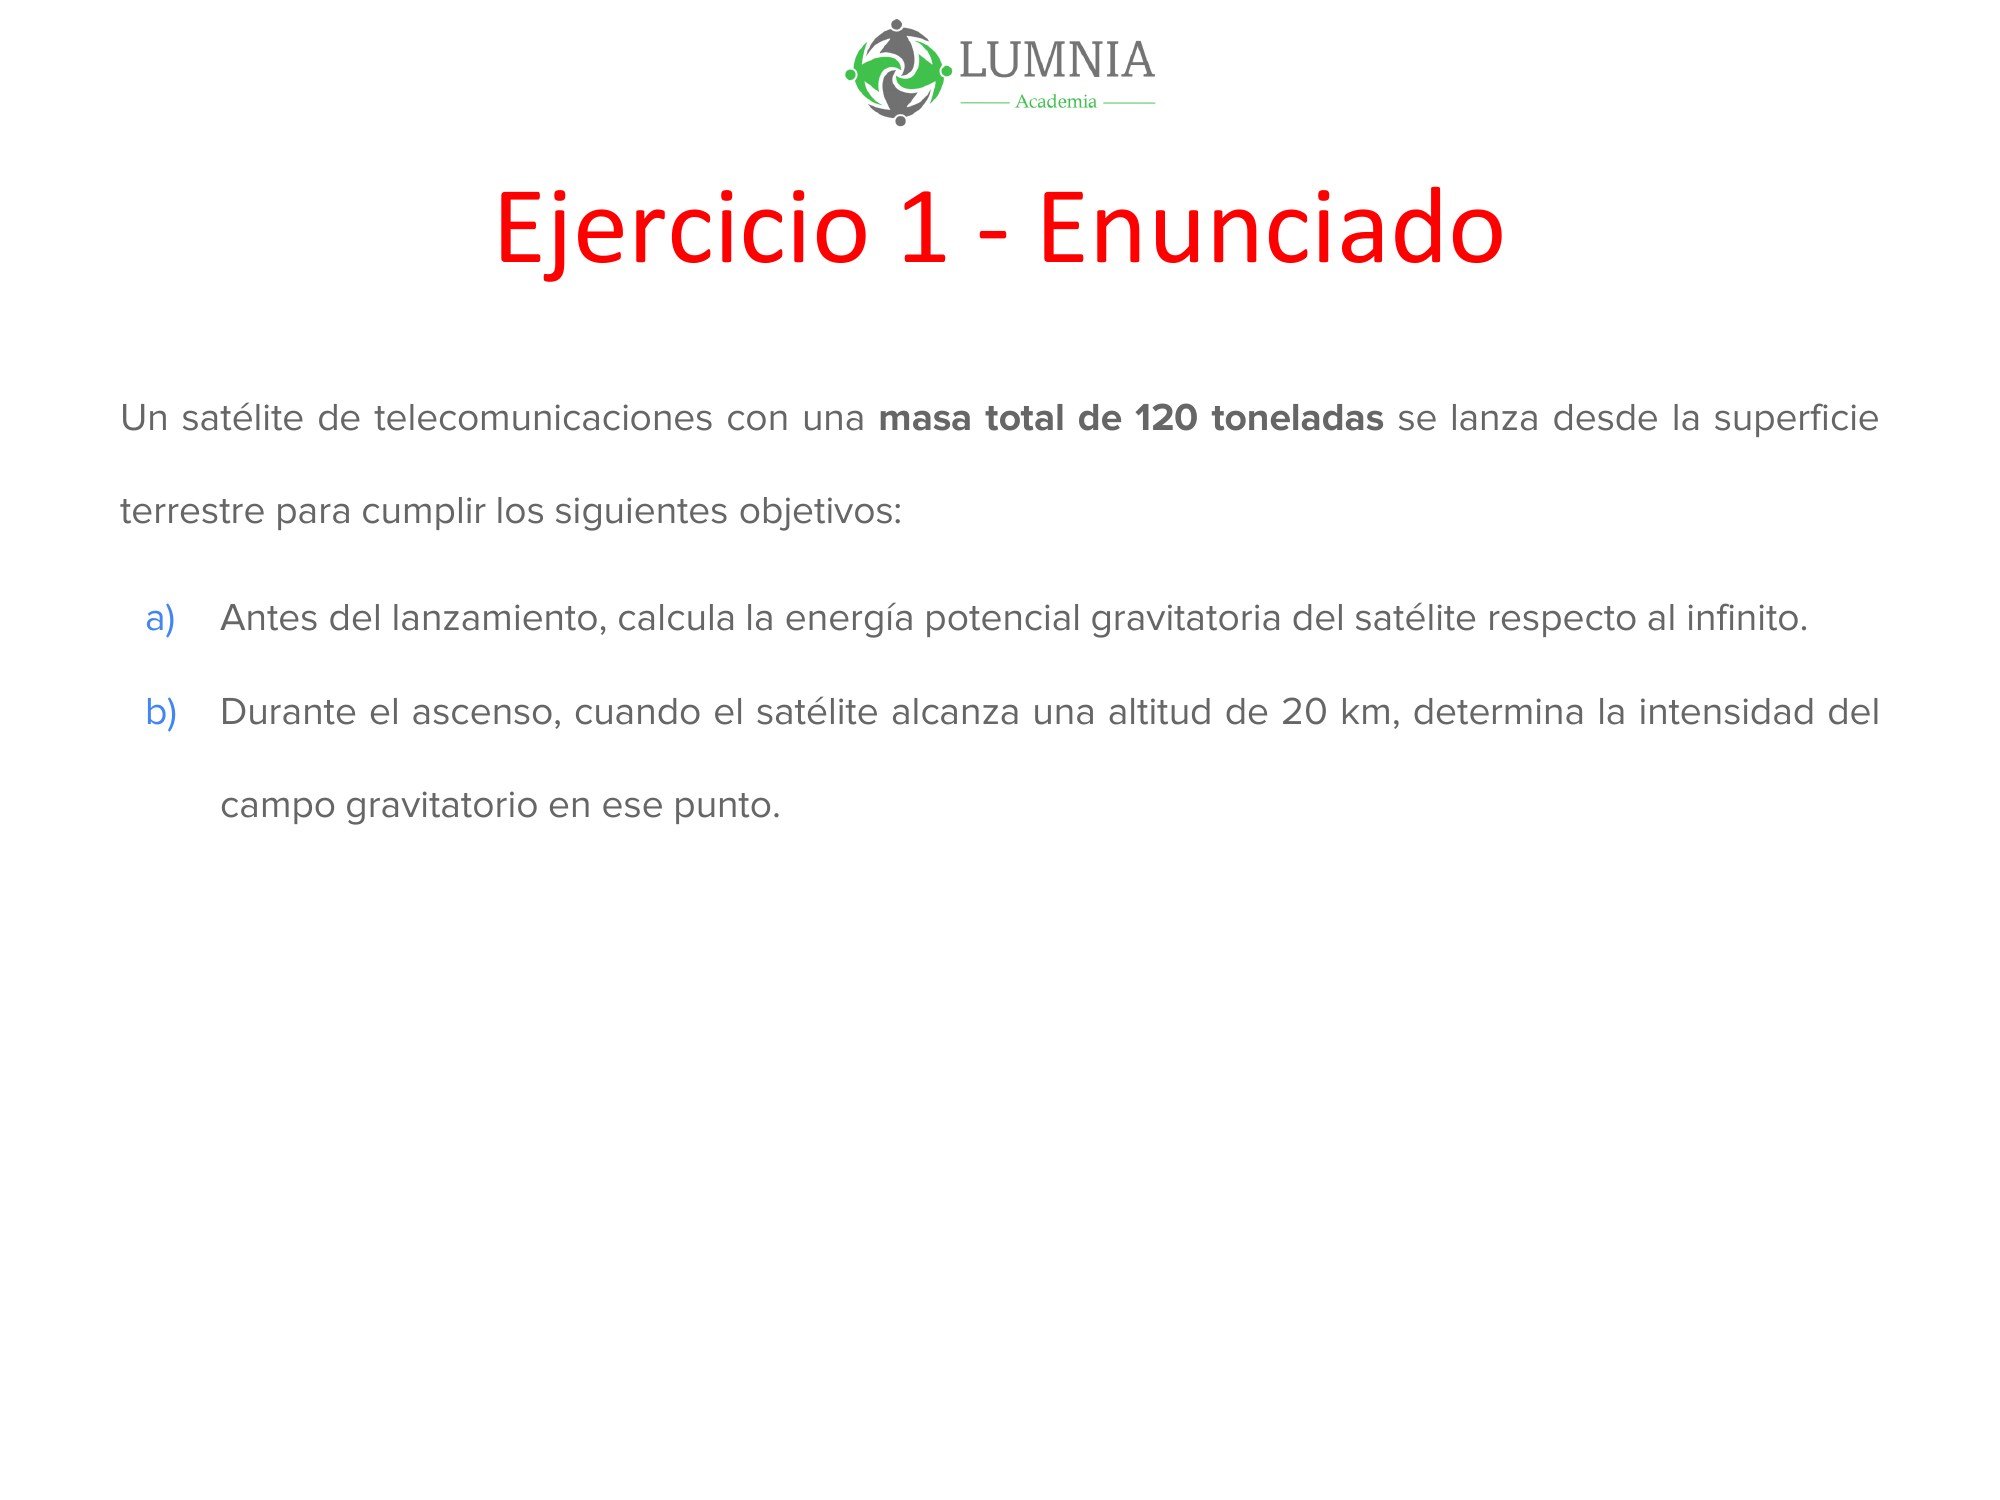 LUMNIA
Academia
Ejercicio 1 - Enunciado
Un satélite de telecomunicaciones con una masa total de 120 toneladas se lanza desde la superficie
terrestre para cumplir los siguientes objetivos:
a) Antes del lanzamiento, calcula la energía potencial gravitatoria del satélite respecto al infinito.
b) Durante el ascenso, cuando el satélite alcanza una altitud de 20 km, determina la intensidad del
campo gravitatorio en ese punto.